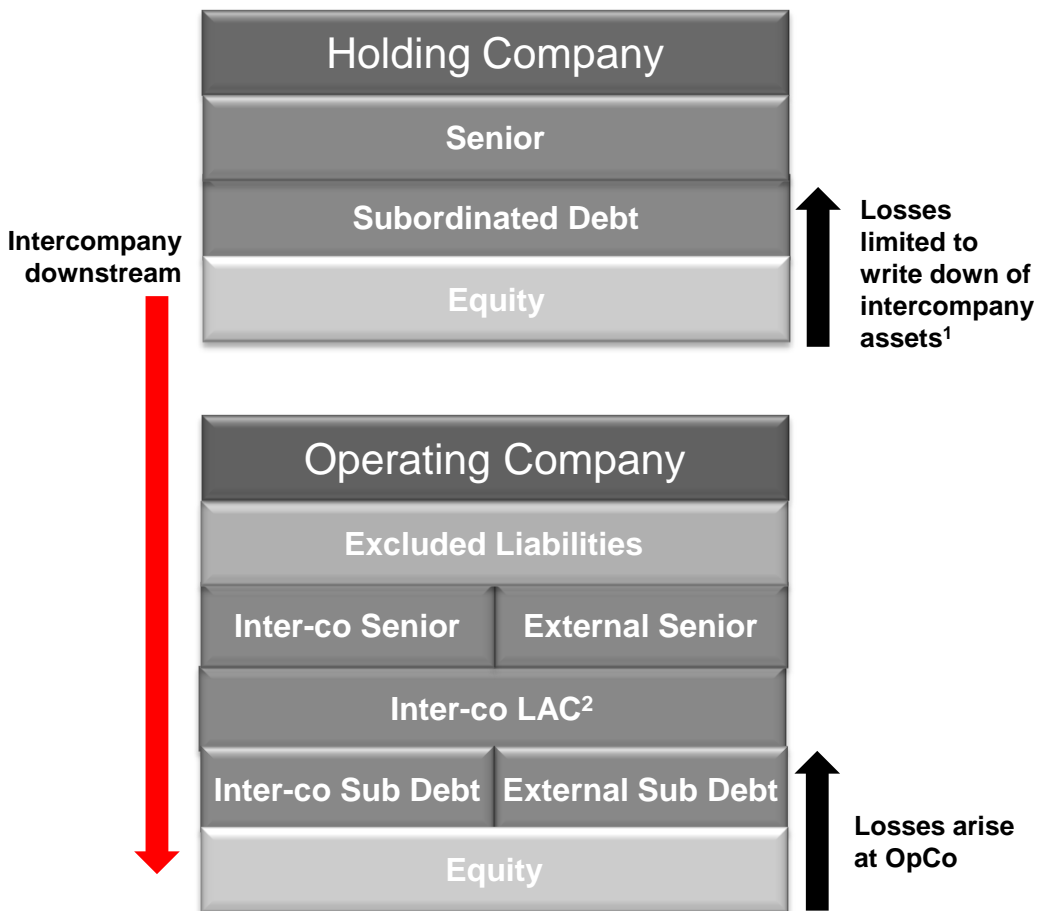 Holding Company
Senior
Subordinated Debt
Equity
Intercompany
downstream
Losses
limited to
write down of
intercompany
assets¹
Operating Company
Excluded Liabilities
Inter-co Senior
External Senior
Inter-co LAC²
Inter-co Sub Debt
External Sub Debt
Equity
Losses arise
at OpCo